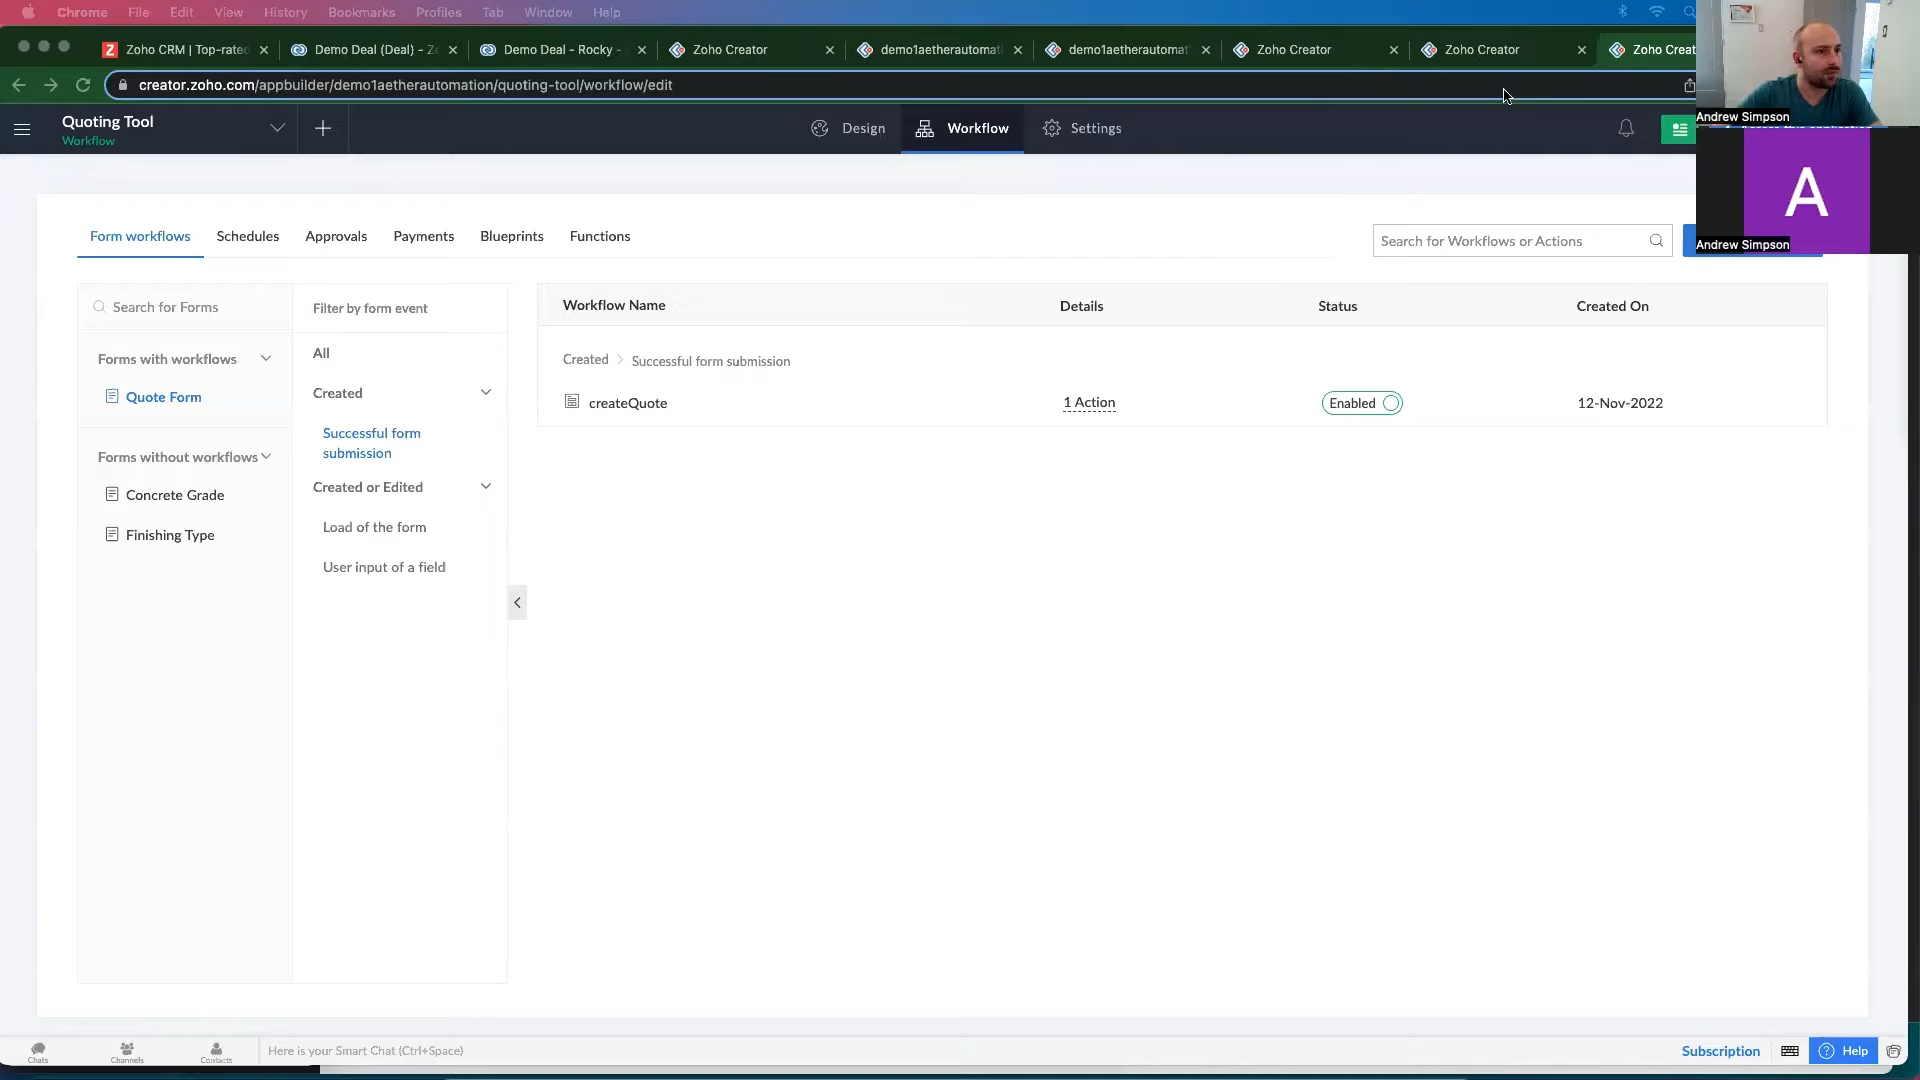 Chrome File Edit View History Bookmarks Profiles Tab Window Help
Zoho CRM | Top-rated Demo Deal (Deal) - Zo Demo Deal - Rocky - Zoho Creator demo1aetherautomati demo1aetherautomat Zoho Creator Zoho Creator Zoho Creat
creator.zoho.com/appbuilder/demo1aetherautomation/quoting-tool/workflow/edit
Andrew Simpson
Quoting Tool
Workflow
Design Workflow Settings
A
Andrew Simpson
Form workflows Schedules Approvals Payments Blueprints Functions
Search for Workflows or Actions
Search for Forms
Forms with workflows
Quote Form
Forms without workflows
Concrete Grade
Finishing Type
Filter by form event
All
Created
Successful form
submission
Created or Edited
Load of the form
User input of a field
Workflow Name Details Status Created On
Created > Successful form submission
createQuote 1 Action Enabled 12-Nov-2022
Chats Channels Contacts
Here is your Smart Chat (Ctrl+Space)
Subscription
Help